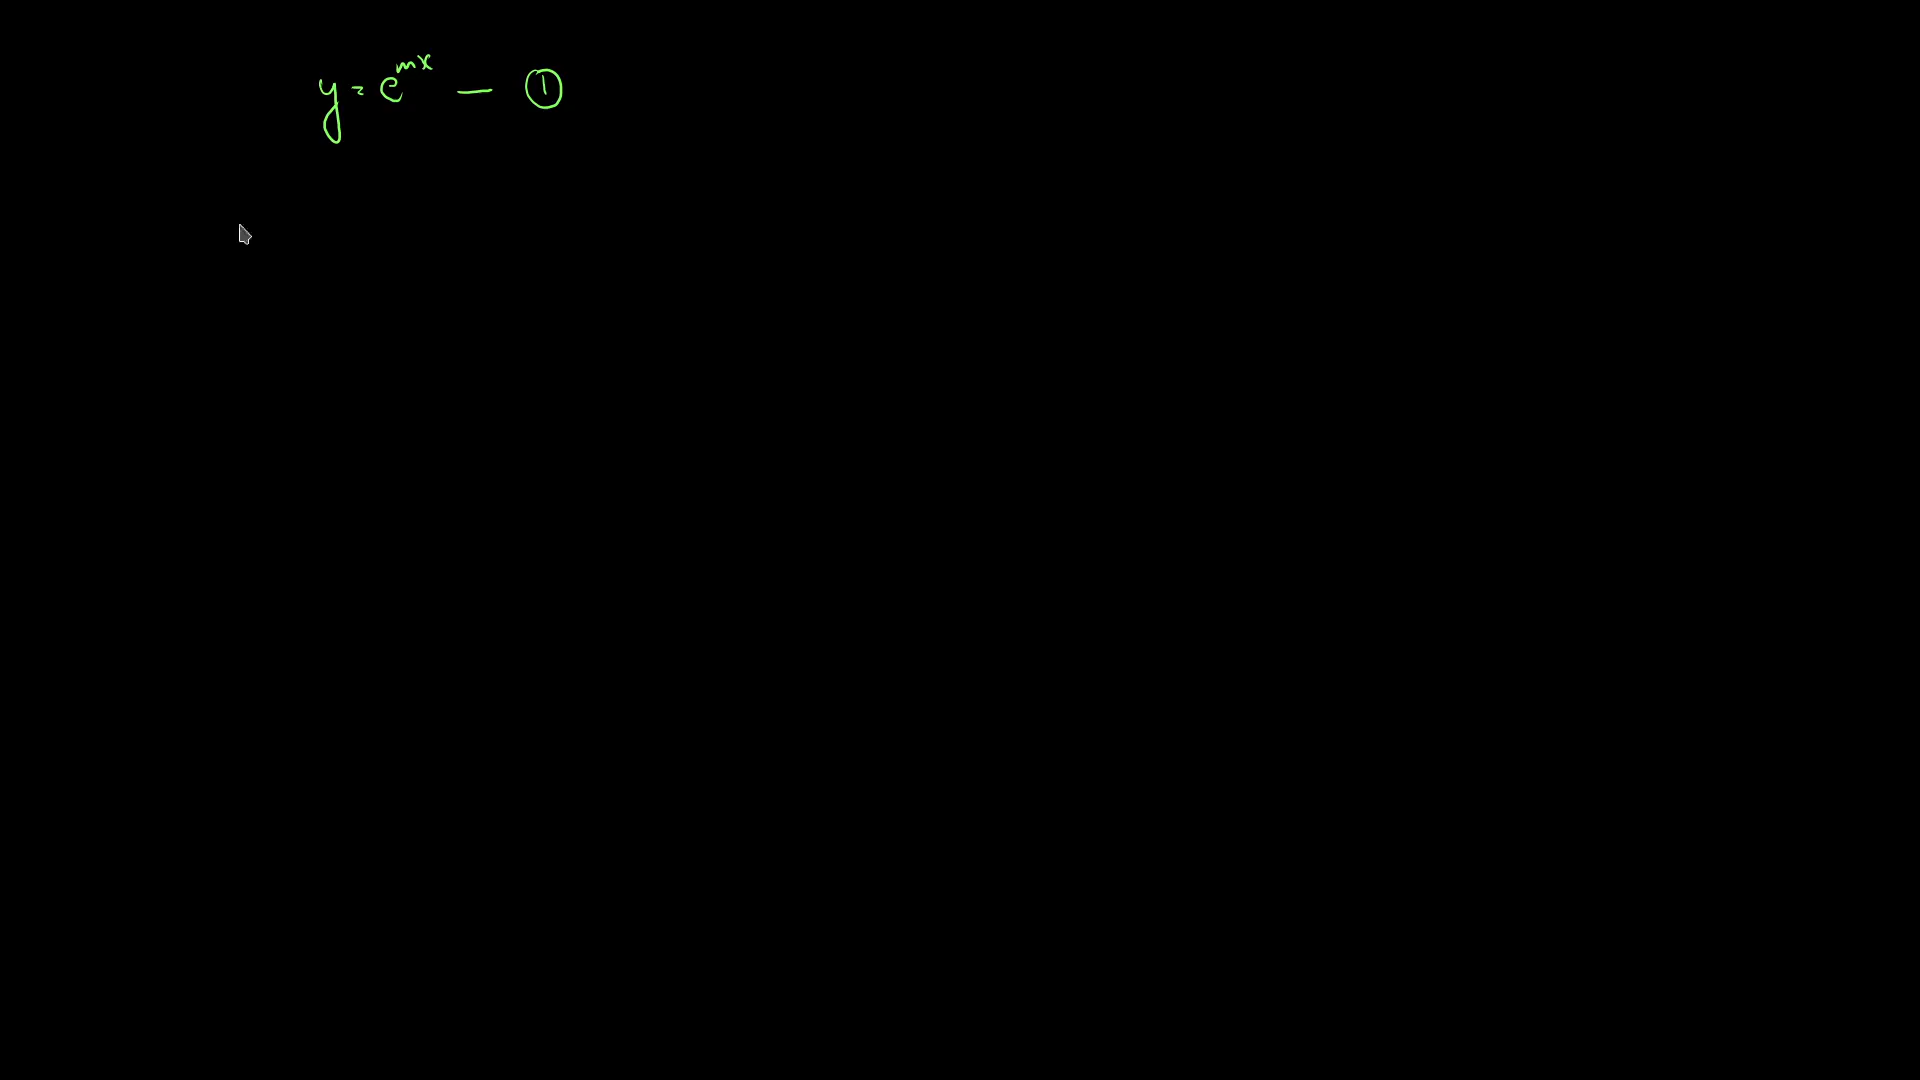 y = e^{mx} — ①